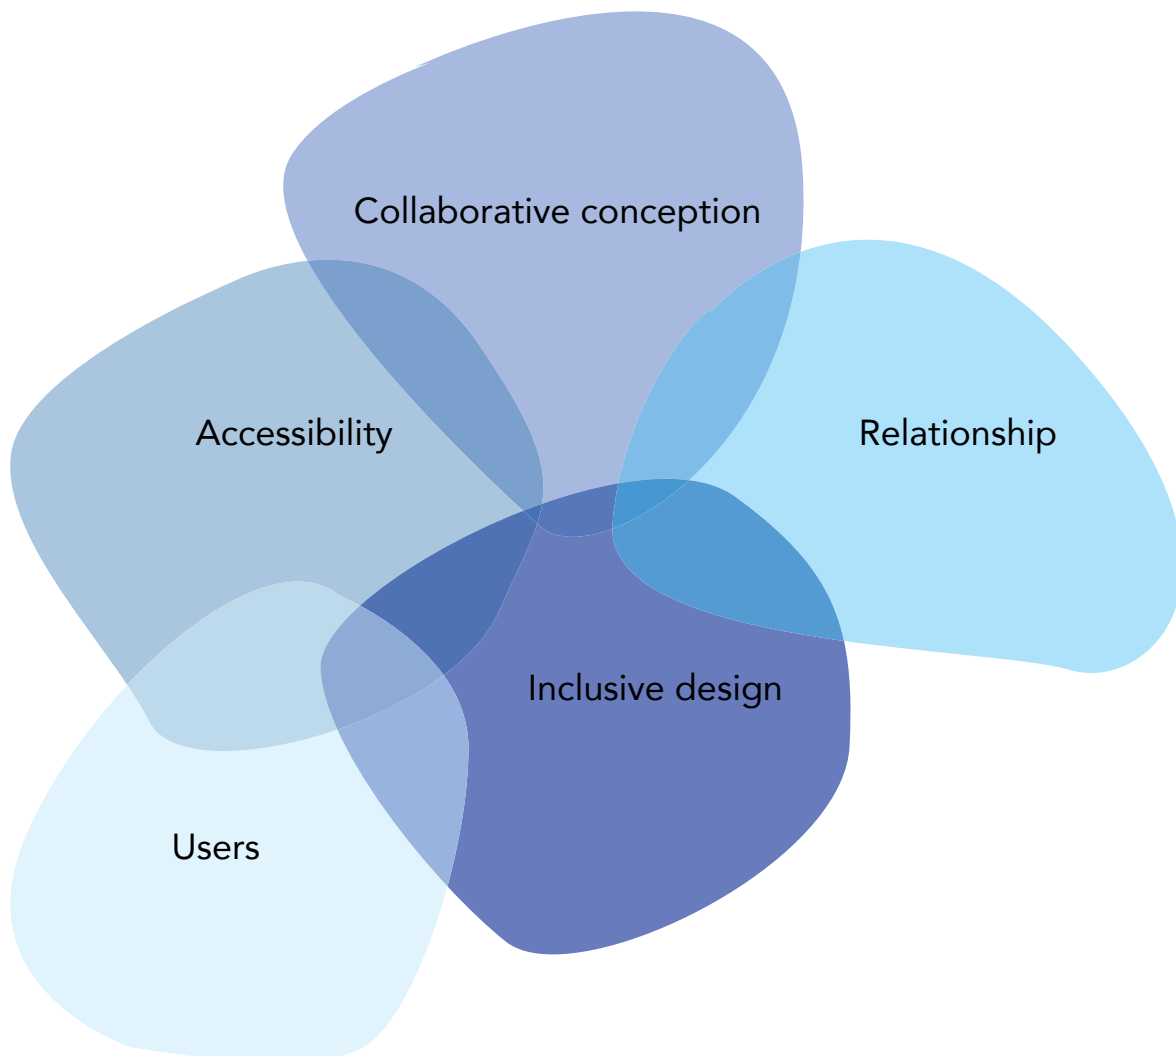 Collaborative conception
Accessibility
Relationship
Inclusive design
Users